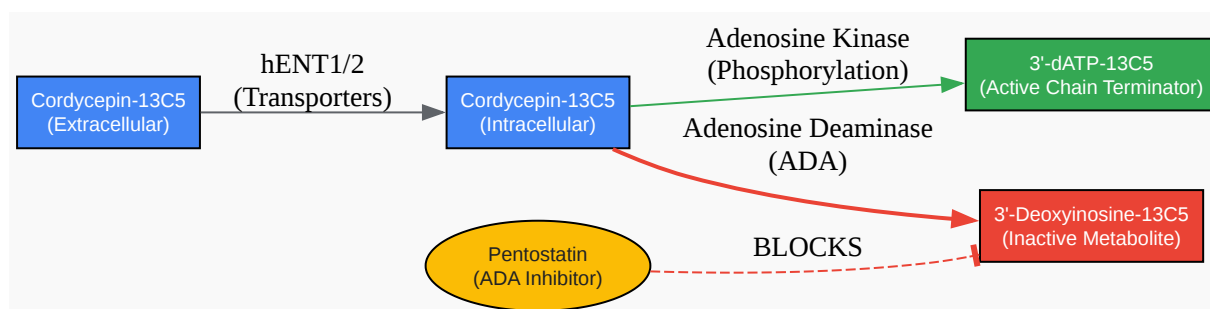 Cordycepin-13C5
(Extracellular)
hENT1/2
(Transporters)
Cordycepin-13C5
(Intracellular)
Adenosine Kinase
(Phosphorylation)
3'-dATP-13C5
(Active Chain Terminator)
Adenosine Deaminase
(ADA)
3'-Deoxyinosine-13C5
(Inactive Metabolite)
Pentostatin
(ADA Inhibitor)
BLOCKS